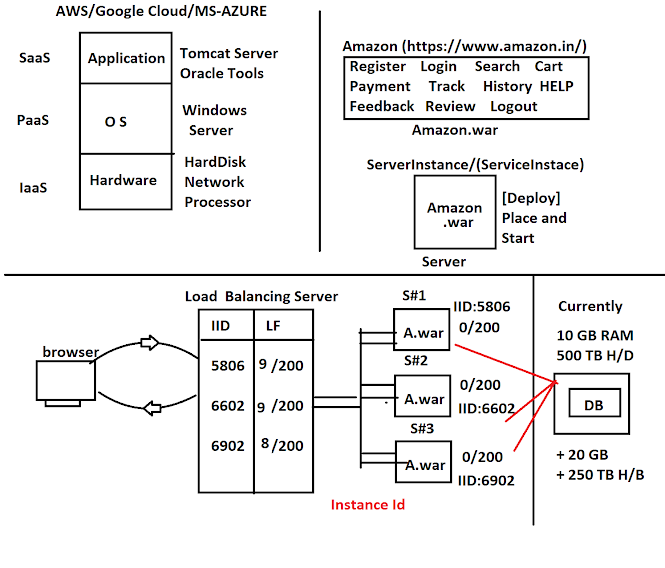 AWS/Google Cloud/MS-AZURE
SaaS
Application
Tomcat Server
Oracle Tools
PaaS
O S
Windows
Server
IaaS
Hardware
HardDisk
Network
Processor
Amazon (https://www.amazon.in/)
Register Login Search Cart
Payment Track History HELP
Feedback Review Logout
Amazon.war
ServerInstance/(ServiceInstace)
Amazon
.war
[Deploy]
Place and
Start
Server
Load Balancing Server
IID LF
5806 9/200
6602 9/200
6902 8/200
browser
S#1
IID:5806
A.war
0/200
S#2
A.war
0/200
IID:6602
S#3
A.war
0/200
IID:6902
Instance Id
Currently
10 GB RAM
500 TB H/D
DB
+ 20 GB
+ 250 TB H/B